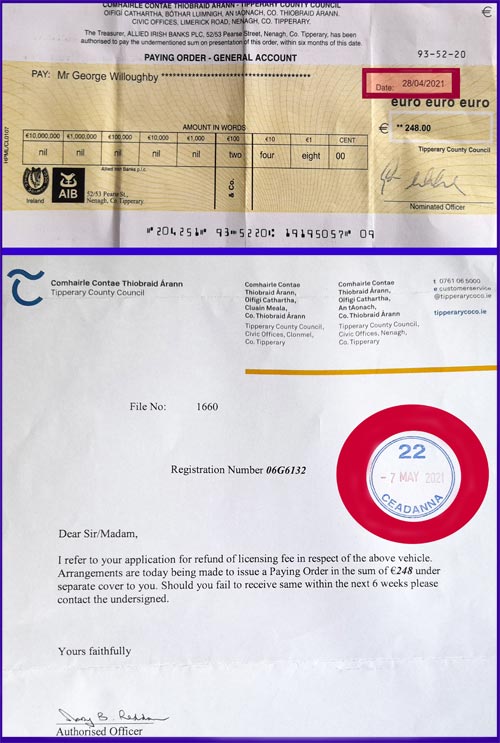 COMHAIRLE CONTAE THIOBRAID ÁRANN - TIPPERARY COUNTY COUNCIL
OIFIGÍ CATHARTHA, BÓTHAR LUIMNIGH, AN tAONACH, CO. THIOBRAID ÁRANN.
CIVIC OFFICES, LIMERICK ROAD, NENAGH, CO. TIPPERARY.
The Treasurer, ALLIED IRISH BANKS PLC, 52/53 Pearse Street, Nenagh, Co. Tipperary, has been
authorised to pay the undermentioned sum on presentation of this order, within six months of this date.
€
93-52-20
PAYING ORDER - GENERAL ACCOUNT
PAY: Mr George Willoughby
Date: 28/04/2021
euro euro euro
€ ** 248.00
AMOUNT IN WORDS
€10,000,000 €1,000,000 €100,000 €10,000 €1,000 €100 €10 €1 CENT
nil nil nil nil nil two four eight 00
Tipperary County Council
Allied Irish Banks p.l.c.
& Co.
Ireland
AIB
52/53 Pearse St.,
Nenagh, Co. Tipperary.
Nominated Officer
HPML/CL0107
204251 93-5220 19195057 09
Comhairle Contae Thiobraid Árann
Tipperary County Council
Comhairle Contae
Thiobraid Árann,
Oifigí Cathartha,
Cluain Meala,
Co. Thiobraid Árann
Tipperary County Council,
Civic Offices, Clonmel,
Co. Tipperary
Comhairle Contae
Thiobraid Árann,
Oifigí Cathartha,
An tAonach,
Co. Thiobraid Árann
Tipperary County Council,
Civic Offices, Nenagh,
Co. Tipperary
t 0761 06 5000
e customerservice
@tipperarycoco.ie
tipperarycoco.ie
File No: 1660
22
- 7 MAY 2021
CEADANNA
Registration Number 06G6132
Dear Sir/Madam,
I refer to your application for refund of licensing fee in respect of the above vehicle.
Arrangements are today being made to issue a Paying Order in the sum of €248 under
separate cover to you. Should you fail to receive same within the next 6 weeks please
contact the undersigned.
Yours faithfully
Authorised Officer